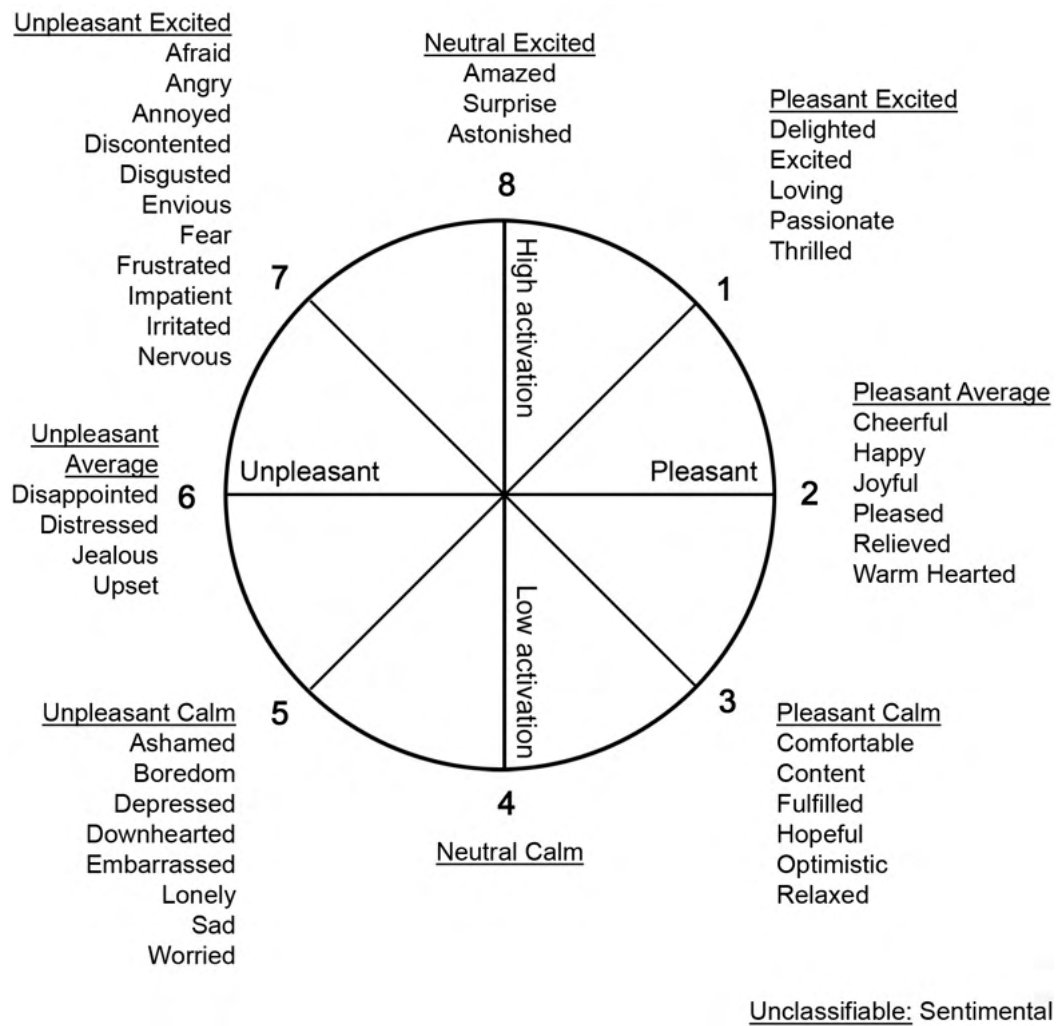 Unpleasant Excited
Afraid
Angry
Annoyed
Discontented
Disgusted
Envious
Fear
Frustrated
Impatient
Irritated
Nervous
7
Neutral Excited
Amazed
Surprise
Astonished
8
Pleasant Excited
Delighted
Excited
Loving
Passionate
Thrilled
1
High activation
Unpleasant
Average
Disappointed
Distressed
Jealous
Upset
6
Unpleasant
Pleasant
2
Pleasant Average
Cheerful
Happy
Joyful
Pleased
Relieved
Warm Hearted
Low activation
Unpleasant Calm
Ashamed
Boredom
Depressed
Downhearted
Embarrassed
Lonely
Sad
Worried
5
4
Neutral Calm
3
Pleasant Calm
Comfortable
Content
Fulfilled
Hopeful
Optimistic
Relaxed
Unclassifiable: Sentimental